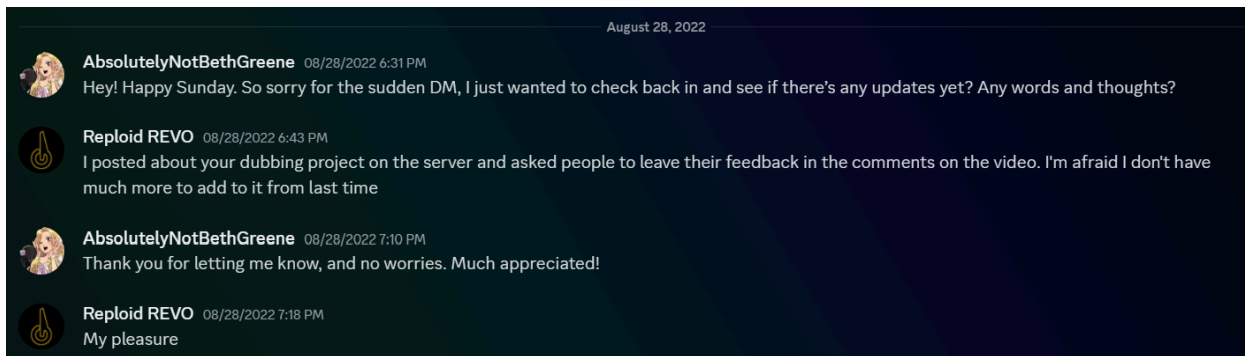 August 28, 2022
AbsolutelyNotBethGreene 08/28/2022 6:31 PM
Hey! Happy Sunday. So sorry for the sudden DM, I just wanted to check back in and see if there's any updates yet? Any words and thoughts?
Reploid REVO 08/28/2022 6:43 PM
I posted about your dubbing project on the server and asked people to leave their feedback in the comments on the video. I'm afraid I don't have
much more to add to it from last time
AbsolutelyNotBethGreene 08/28/2022 7:10 PM
Thank you for letting me know, and no worries. Much appreciated!
Reploid REVO 08/28/2022 7:18 PM
My pleasure